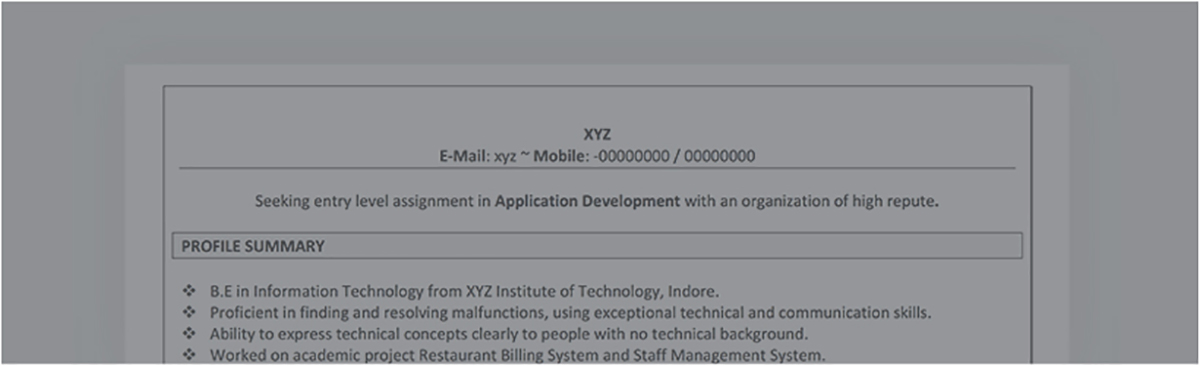 XYZ
E-Mail: xyz ~ Mobile: -00000000 / 00000000
Seeking entry level assignment in Application Development with an organization of high repute.
PROFILE SUMMARY
❖ B.E in Information Technology from XYZ Institute of Technology, Indore.
❖ Proficient in finding and resolving malfunctions, using exceptional technical and communication skills.
❖ Ability to express technical concepts clearly to people with no technical background.
❖ Worked on academic project Restaurant Billing System and Staff Management System.